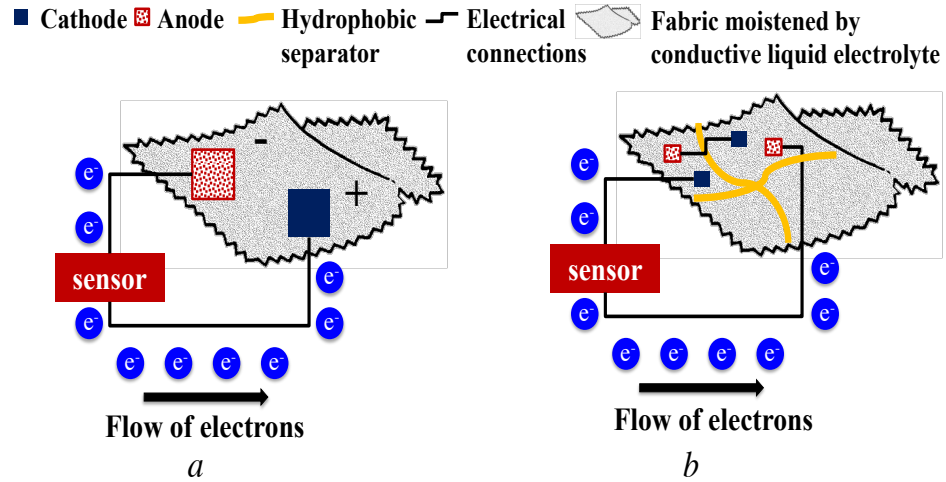 Cathode Anode Hydrophobic separator Electrical connections Fabric moistened by conductive liquid electrolyte
- +
e- e- e- e- e- e- e- e- e-
sensor
Flow of electrons
a
e- e- e- e- e- e- e- e- e-
sensor
Flow of electrons
b